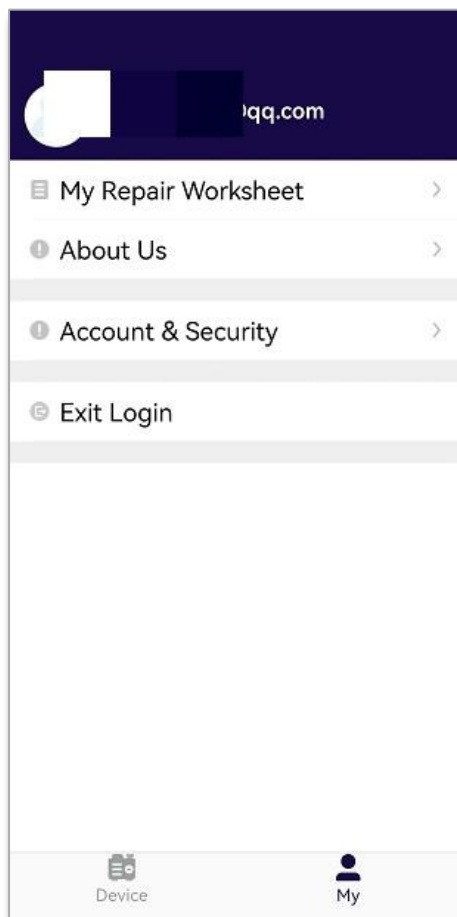 qq.com
My Repair Worksheet
About Us
Account & Security
Exit Login
Device
My